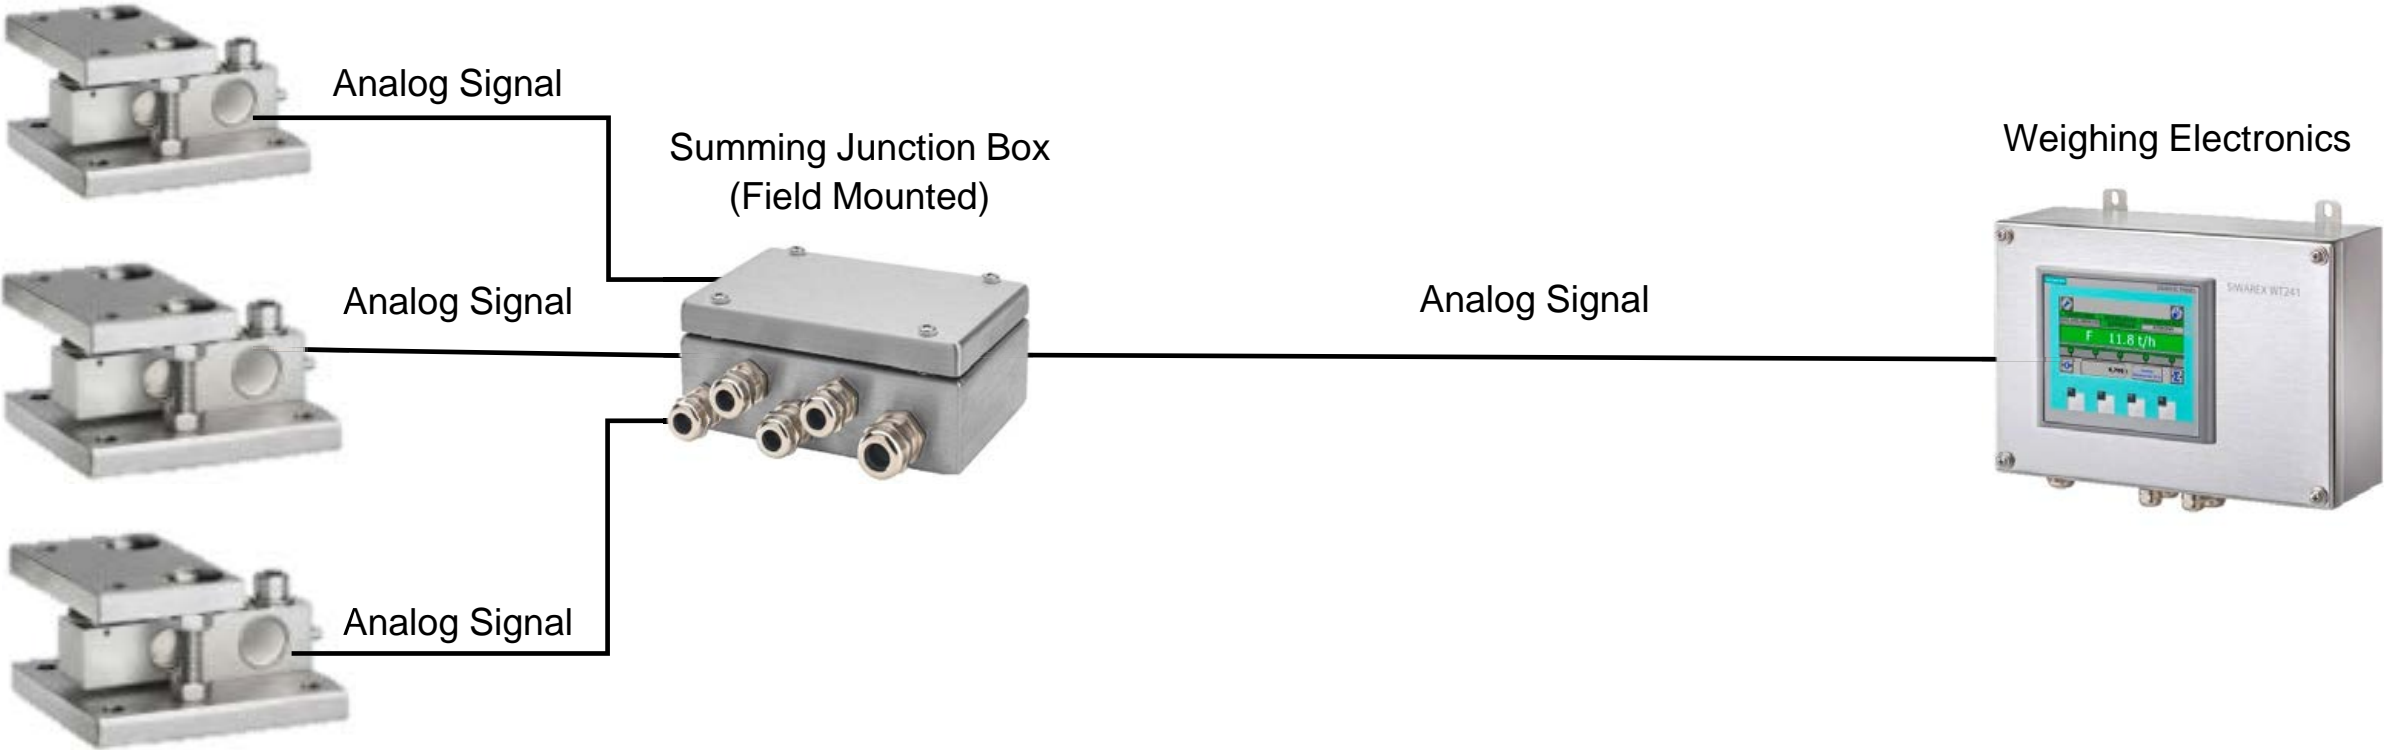 Analog Signal
Summing Junction Box
(Field Mounted)
Weighing Electronics
Analog Signal
Analog Signal
SIWAREX WT241
F 11.8 t/h
Analog Signal